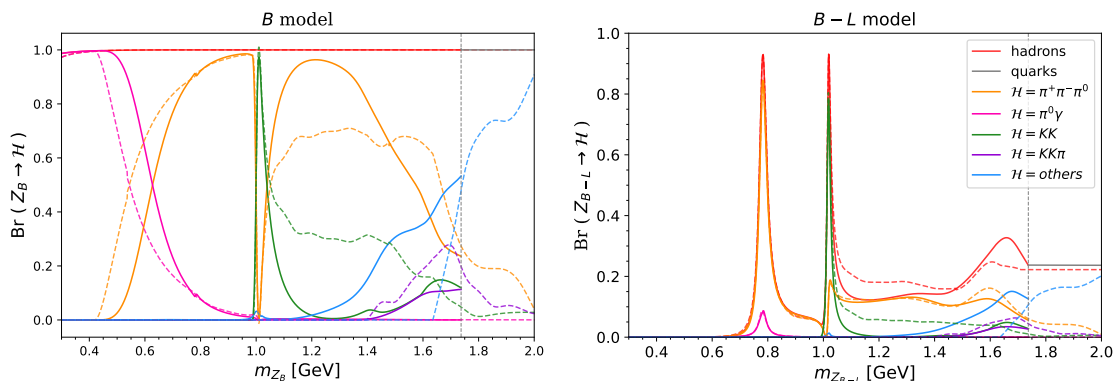 B model
Br ( Z_B → ℋ )
1.0
0.8
0.6
0.4
0.2
0.0
0.4 0.6 0.8 1.0 1.2 1.4 1.6 1.8 2.0
m_{Z_B} [GeV]
B − L model
Br ( Z_{B−L} → ℋ )
1.0
0.8
0.6
0.4
0.2
0.0
0.4 0.6 0.8 1.0 1.2 1.4 1.6 1.8 2.0
m_{Z_{B−L}} [GeV]
hadrons
quarks
ℋ = π⁺π⁻π⁰
ℋ = π⁰γ
ℋ = KK
ℋ = KKπ
ℋ = others